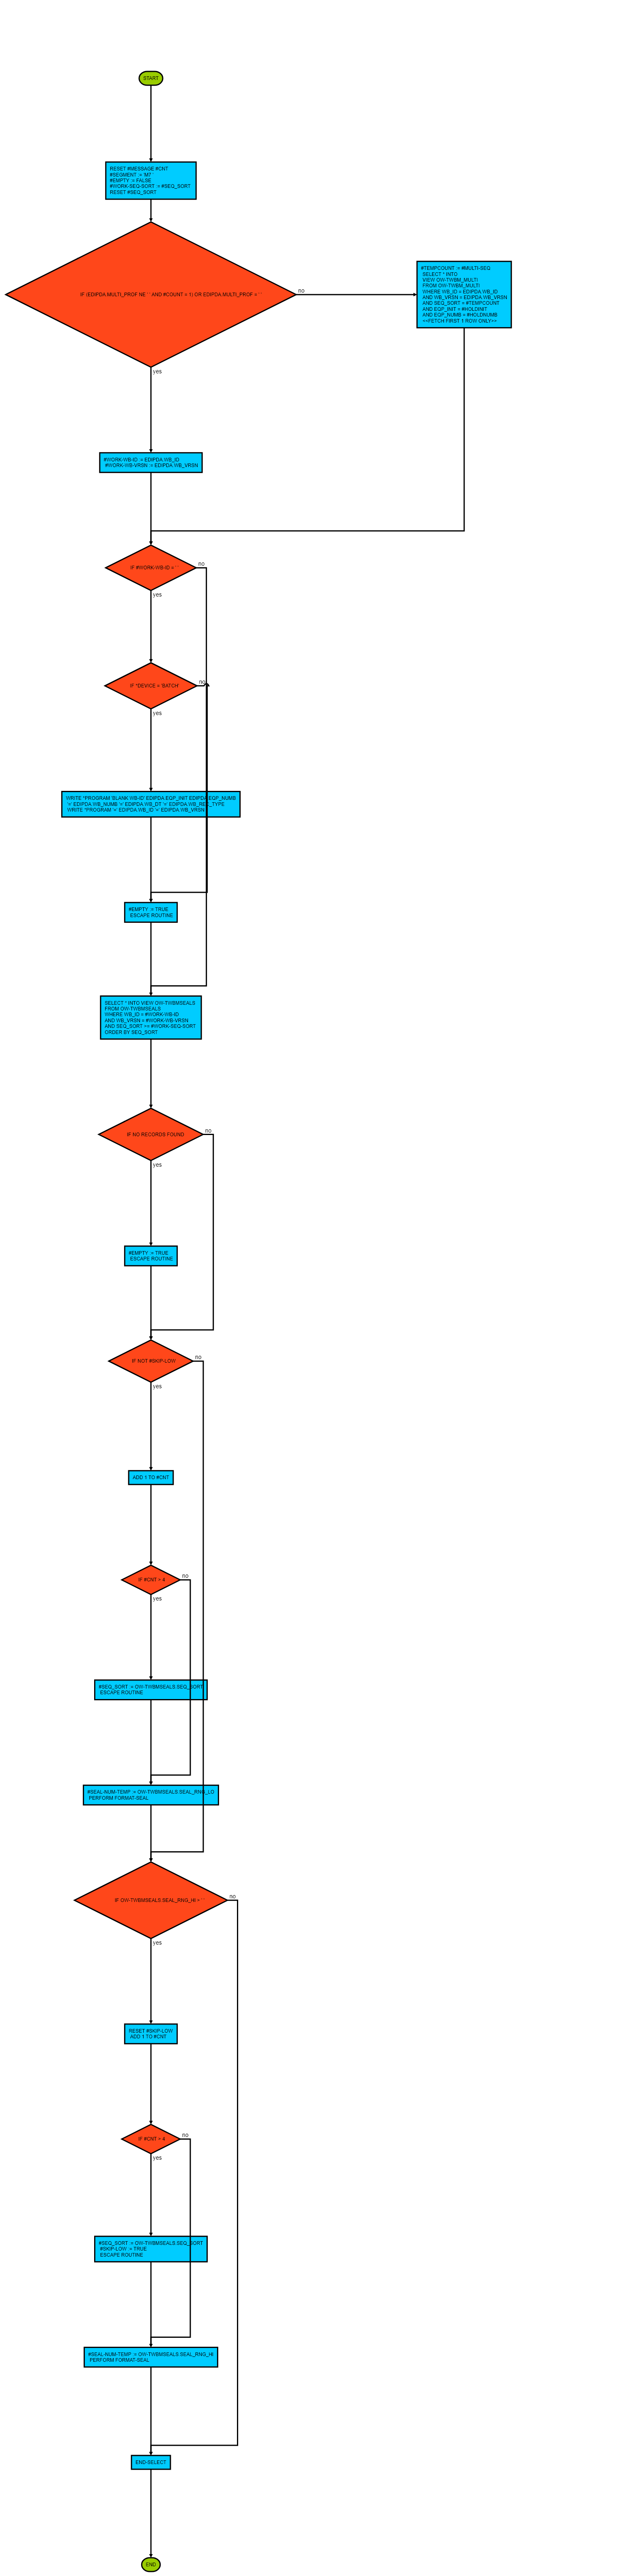 START
RESET #MESSAGE #CNT
#SEGMENT := 'M7'
#EMPTY := FALSE
#WORK-SEQ-SORT := #SEQ_SORT
RESET #SEQ_SORT
IF (EDIPDA.MULTI_PROF NE ' ' AND #COUNT = 1) OR EDIPDA.MULTI_PROF = ' '
no
yes
#TEMPCOUNT := #MULTI-SEQ
SELECT * INTO
VIEW OW-TWBM_MULTI
FROM OW-TWBM_MULTI
WHERE WB_ID = EDIPDA.WB_ID
AND WB_VRSN = EDIPDA.WB_VRSN
AND SEQ_SORT = #TEMPCOUNT
AND EQP_INIT = #HOLDINIT
AND EQP_NUMB = #HOLDNUMB
<<FETCH FIRST 1 ROW ONLY>>
#WORK-WB-ID := EDIPDA.WB_ID
#WORK-WB-VRSN := EDIPDA.WB_VRSN
IF #WORK-WB-ID = ' '
no
yes
IF *DEVICE = 'BATCH'
no
yes
WRITE *PROGRAM 'BLANK WB-ID' EDIPDA.EQP_INIT EDIPDA.EQP_NUMB
'=' EDIPDA.WB_NUMB '=' EDIPDA.WB_DT '=' EDIPDA.WB_REC_TYPE
WRITE *PROGRAM '=' EDIPDA.WB_ID '=' EDIPDA.WB_VRSN
#EMPTY := TRUE
ESCAPE ROUTINE
SELECT * INTO VIEW OW-TWBMSEALS
FROM OW-TWBMSEALS
WHERE WB_ID = #WORK-WB-ID
AND WB_VRSN = #WORK-WB-VRSN
AND SEQ_SORT >= #WORK-SEQ-SORT
ORDER BY SEQ_SORT
IF NO RECORDS FOUND
no
yes
#EMPTY := TRUE
ESCAPE ROUTINE
IF NOT #SKIP-LOW
no
yes
ADD 1 TO #CNT
IF #CNT > 4
no
yes
#SEQ_SORT := OW-TWBMSEALS.SEQ_SORT
ESCAPE ROUTINE
#SEAL-NUM-TEMP := OW-TWBMSEALS.SEAL_RNG_LO
PERFORM FORMAT-SEAL
IF OW-TWBMSEALS.SEAL_RNG_HI = ' '
no
yes
RESET #SKIP-LOW
ADD 1 TO #CNT
IF #CNT > 4
no
yes
#SEQ_SORT := OW-TWBMSEALS.SEQ_SORT
#SKIP-LOW := TRUE
ESCAPE ROUTINE
#SEAL-NUM-TEMP := OW-TWBMSEALS.SEAL_RNG_HI
PERFORM FORMAT-SEAL
END-SELECT
END